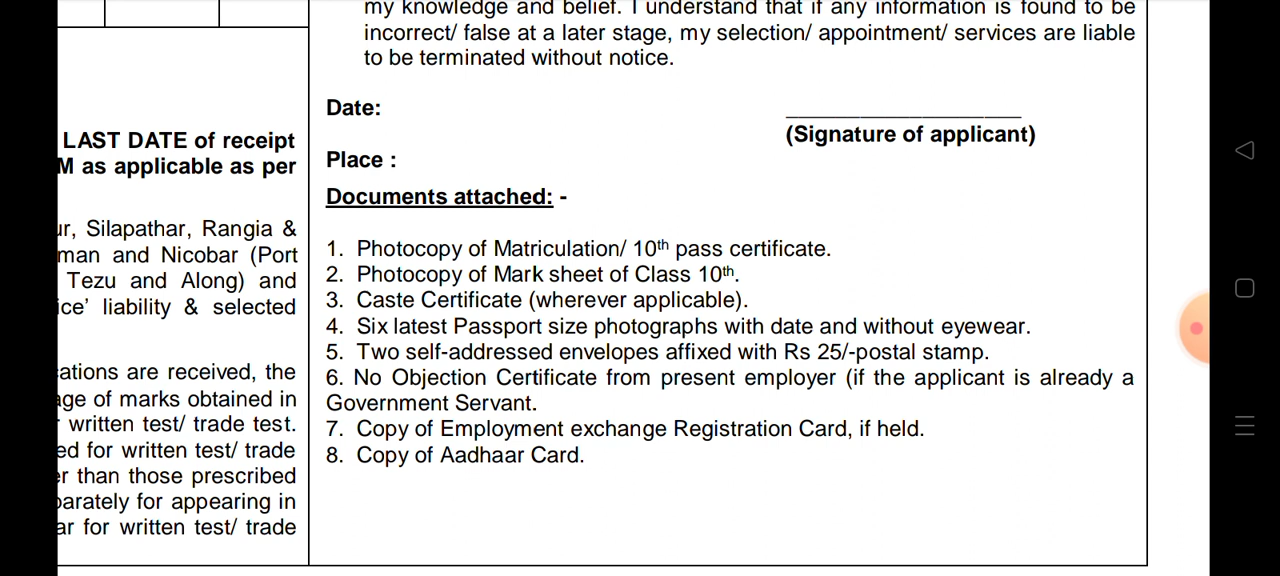 my knowledge and belief. I understand that if any information is found to be
incorrect/ false at a later stage, my selection/ appointment/ services are liable
to be terminated without notice.
Date:
(Signature of applicant)
Place :
Documents attached: -
1. Photocopy of Matriculation/ 10th pass certificate.
2. Photocopy of Mark sheet of Class 10th.
3. Caste Certificate (wherever applicable).
4. Six latest Passport size photographs with date and without eyewear.
5. Two self-addressed envelopes affixed with Rs 25/-postal stamp.
6. No Objection Certificate from present employer (if the applicant is already a
Government Servant.
7. Copy of Employment exchange Registration Card, if held.
8. Copy of Aadhaar Card.
LAST DATE of receipt
M as applicable as per
Silapathar, Rangia &
and Nicobar (Port
Tezu and Along) and
liability & selected
are received, the
of marks obtained in
written test/ trade test.
for written test/ trade
than those prescribed
for appearing in
for written test/ trade